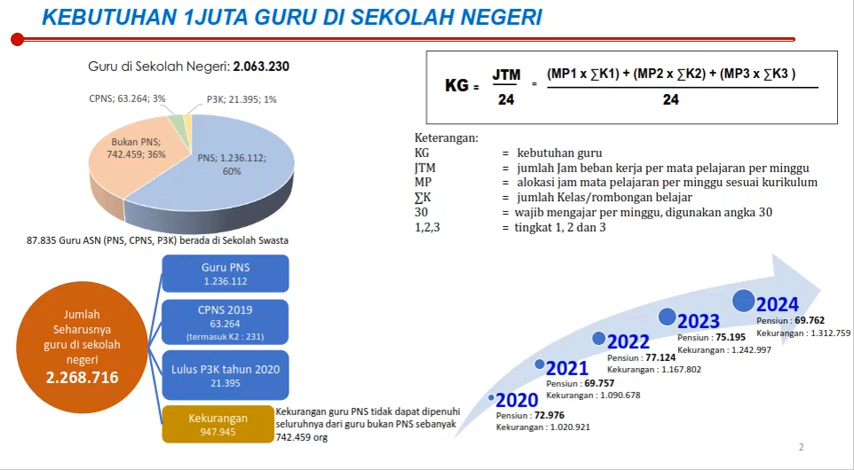 KEBUTUHAN 1JUTA GURU DI SEKOLAH NEGERI
Guru di Sekolah Negeri: 2.063.230
CPNS; 63.264; 3%
P3K; 21.395; 1%
Bukan PNS;
742.459; 36%
PNS; 1.236.112;
60%
87.835 Guru ASN (PNS, CPNS, P3K) berada di Sekolah Swasta
KG = JTM = (MP1 x ∑K1) + (MP2 x ∑K2) + (MP3 x ∑K3 )
24 24
Keterangan:
KG = kebutuhan guru
JTM = jumlah Jam beban kerja per mata pelajaran per minggu
MP = alokasi jam mata pelajaran per minggu sesuai kurikulum
∑K = jumlah Kelas/rombongan belajar
30 = wajib mengajar per minggu, digunakan angka 30
1,2,3 = tingkat 1, 2 dan 3
Jumlah
Seharusnya
guru di sekolah
negeri
2.268.716
Guru PNS
1.236.112
CPNS 2019
63.264
(termasuk K2 : 231)
Lulus P3K tahun 2020
21.395
Kekurangan
947.945
Kekurangan guru PNS tidak dapat dipenuhi
seluruhnya dari guru bukan PNS sebanyak
742.459 org
2020
Pensiun : 72.976
Kekurangan : 1.020.921
2021
Pensiun : 69.757
Kekurangan : 1.090.678
2022
Pensiun : 77.124
Kekurangan : 1.167.802
2023
Pensiun : 75.195
Kekurangan : 1.242.997
2024
Pensiun : 69.762
Kekurangan : 1.312.759
2